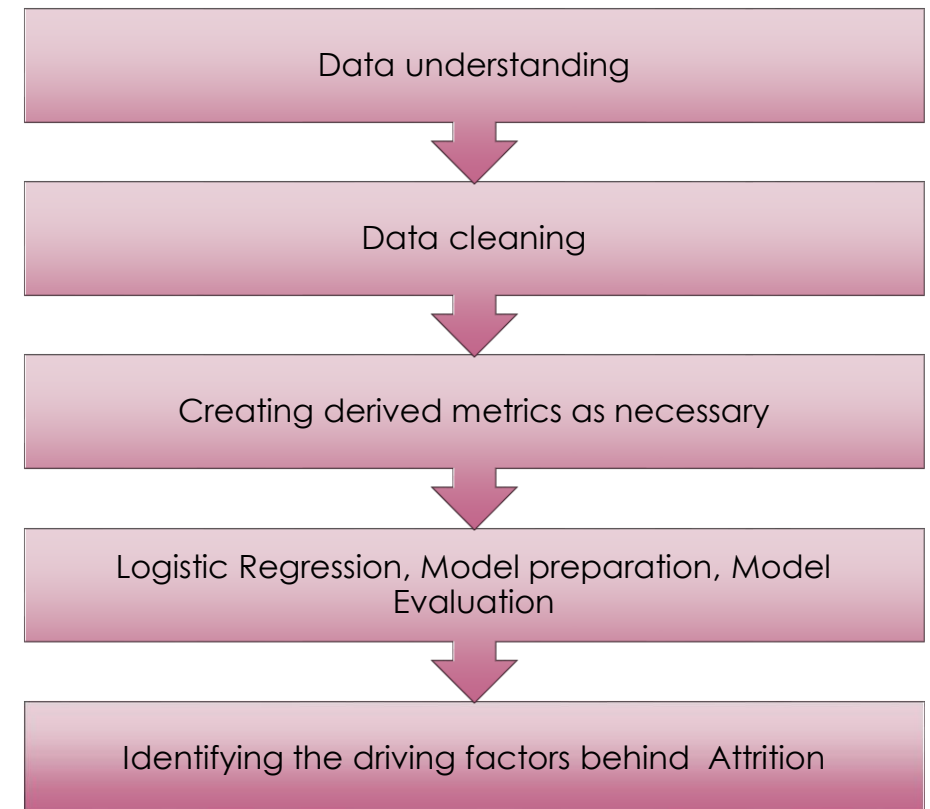 Data understanding
Data cleaning
Creating derived metrics as necessary
Logistic Regression, Model preparation, Model
Evaluation
Identifying the driving factors behind  Attrition